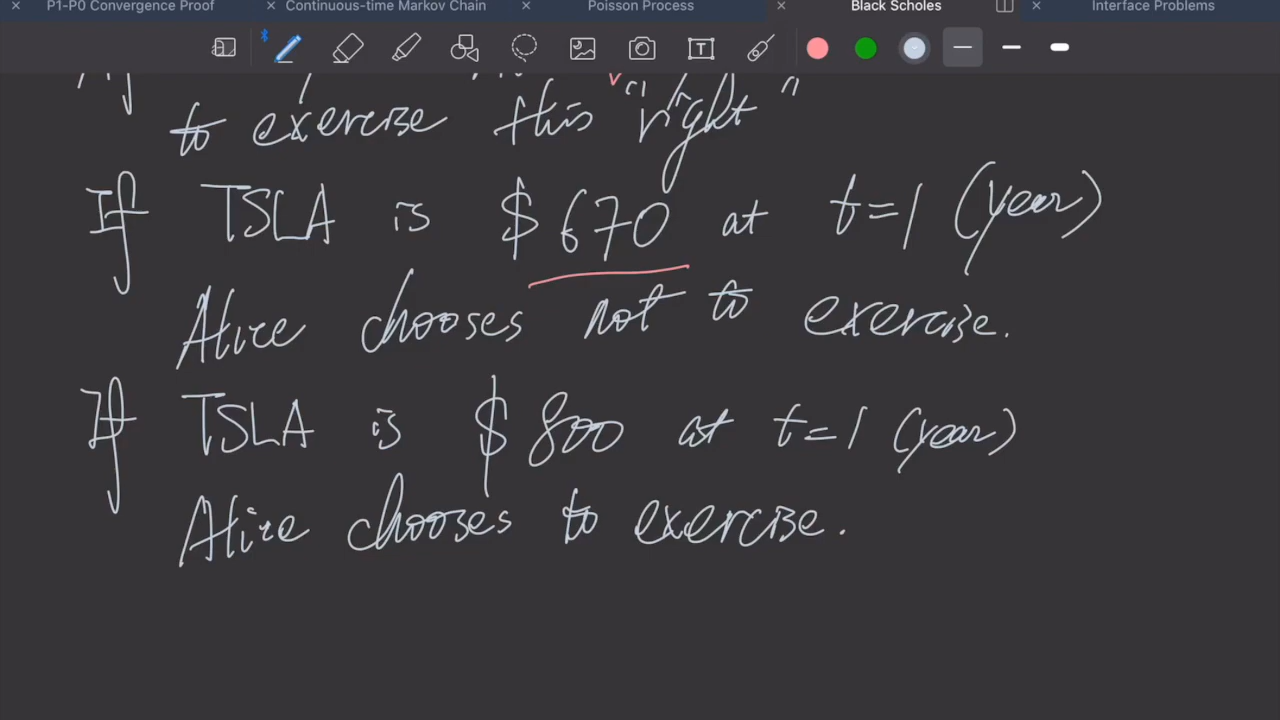 P1-P0 Convergence Proof Continuous-time Markov Chain Poisson Process Black Scholes Interface Problems
T
to exercise this "right"
If TSLA is $670 at t=1 (year)
Alice chooses not to exercise.
If TSLA is $800 at t=1 (year)
Alice chooses to exercise.